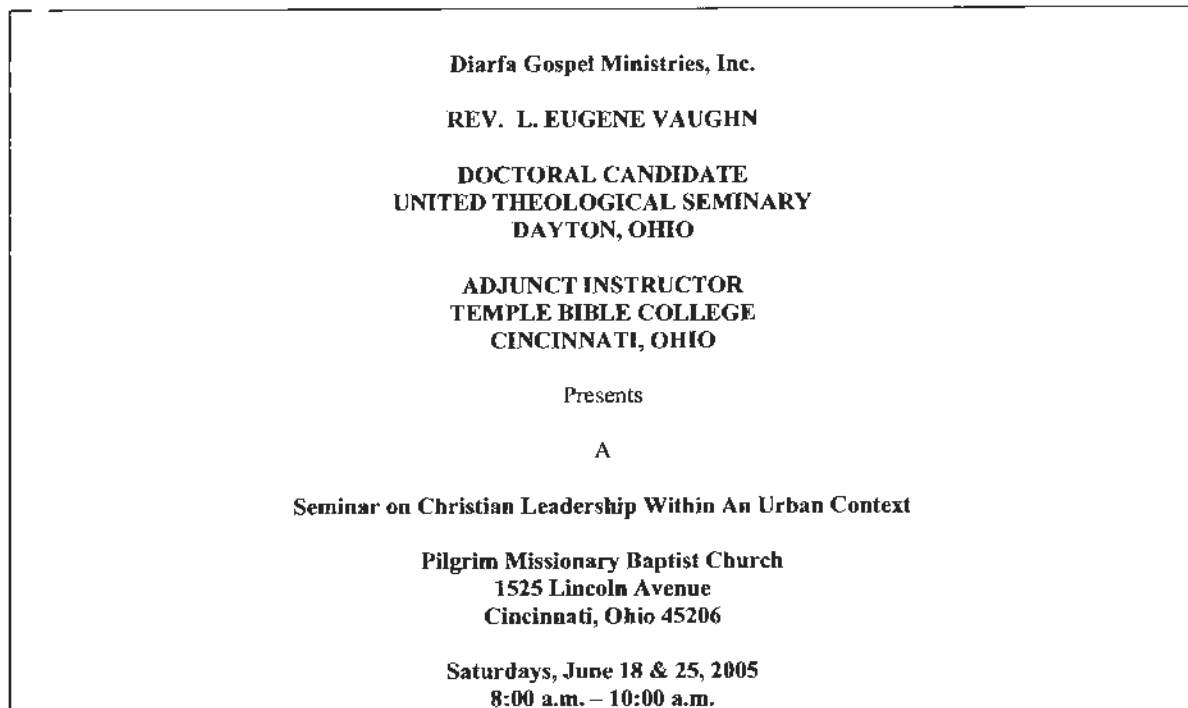 Diarfa Gospel Ministries, Inc.
REV. L. EUGENE VAUGHN
DOCTORAL CANDIDATE
UNITED THEOLOGICAL SEMINARY
DAYTON, OHIO
ADJUNCT INSTRUCTOR
TEMPLE BIBLE COLLEGE
CINCINNATI, OHIO
Presents
A
Seminar on Christian Leadership Within An Urban Context
Pilgrim Missionary Baptist Church
1525 Lincoln Avenue
Cincinnati, Ohio 45206
Saturdays, June 18 & 25, 2005
8:00 a.m. – 10:00 a.m.